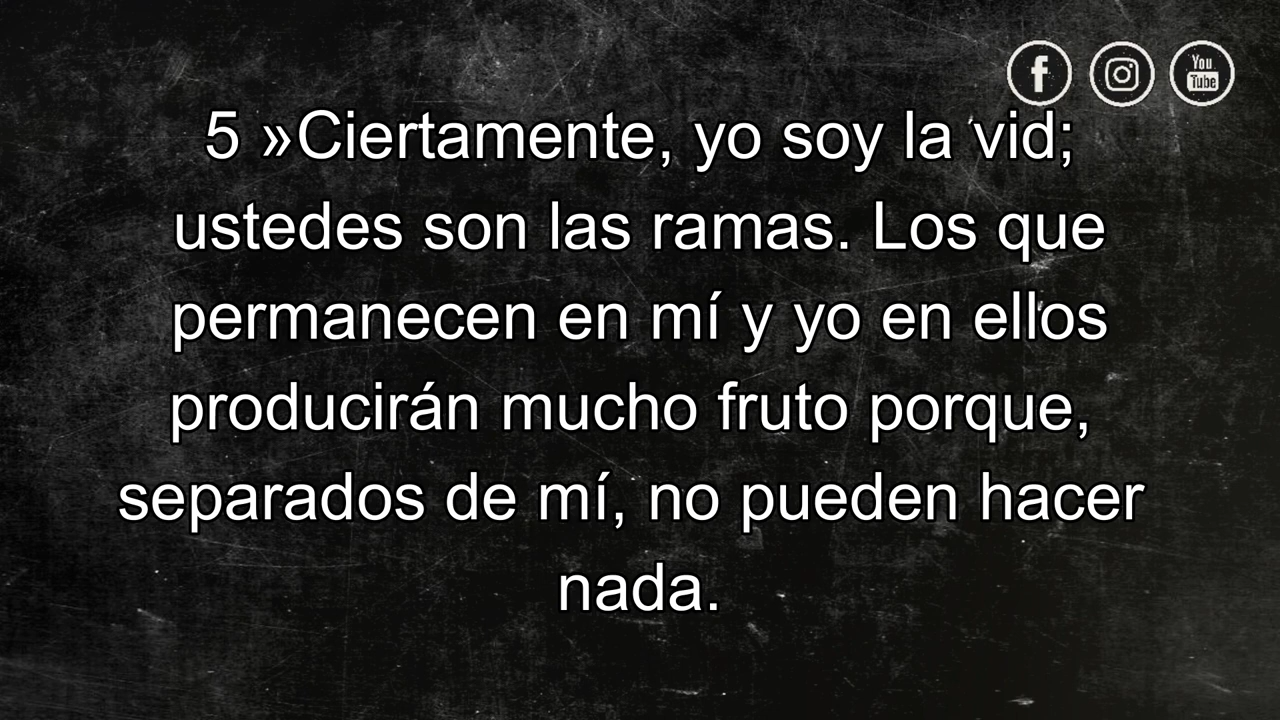 You
Tube
5 »Ciertamente, yo soy la vid;
ustedes son las ramas. Los que
permanecen en mí y yo en ellos
producirán mucho fruto porque,
separados de mí, no pueden hacer
nada.